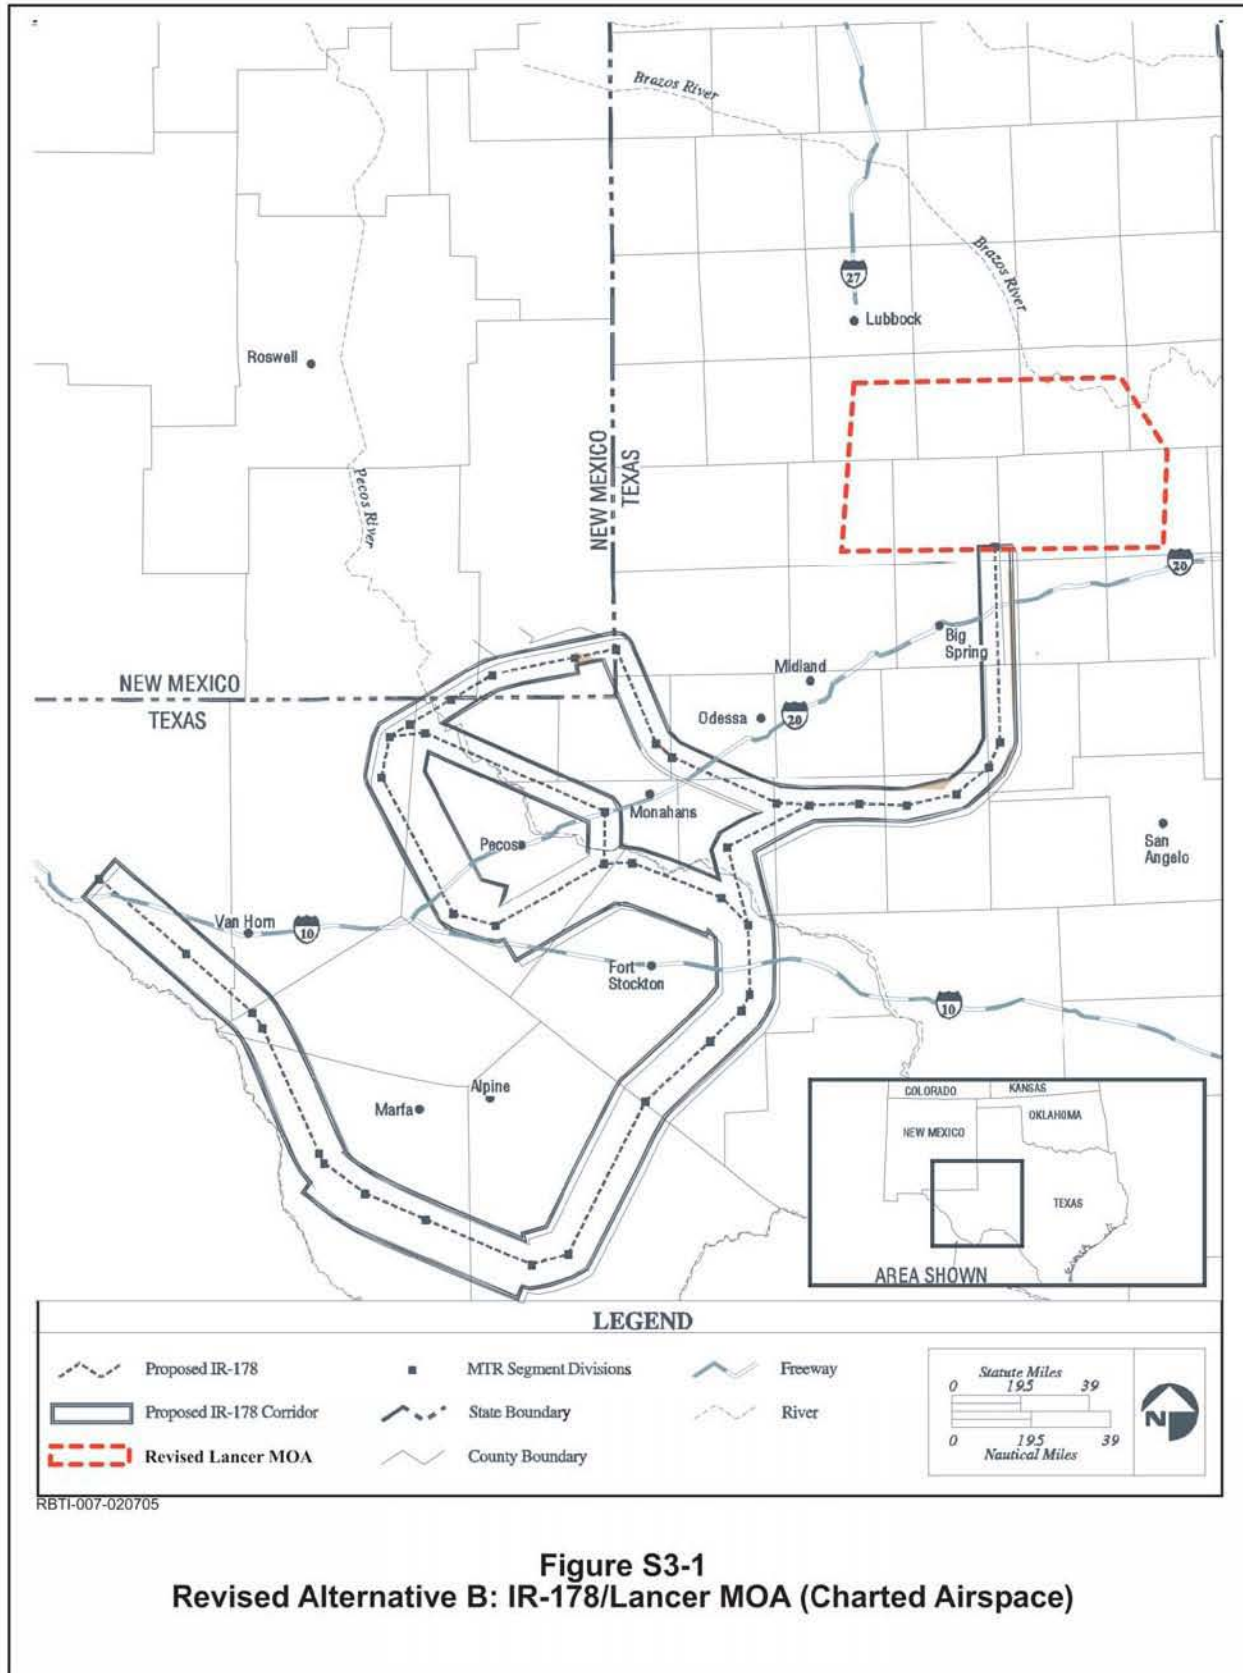 Brazos River
Brazos River
27
Lubbock
Roswell
Pecos River
NEW MEXICO
TEXAS
20
Big
Spring
Midland
Odessa
20
NEW MEXICO
TEXAS
Monahans
Pecos
San
Angelo
Van Horn
10
Fort
Stockton
10
Alpine
Marfa
COLORADO
KANSAS
OKLAHOMA
NEW MEXICO
TEXAS
AREA SHOWN
LEGEND
Proposed IR-178
MTR Segment Divisions
Freeway
Proposed IR-178 Corridor
State Boundary
River
Revised Lancer MOA
County Boundary
Statute Miles
0 19.5 39
0 19.5 39
Nautical Miles
N
RBTI-007-020705
Figure S3-1
Revised Alternative B: IR-178/Lancer MOA (Charted Airspace)